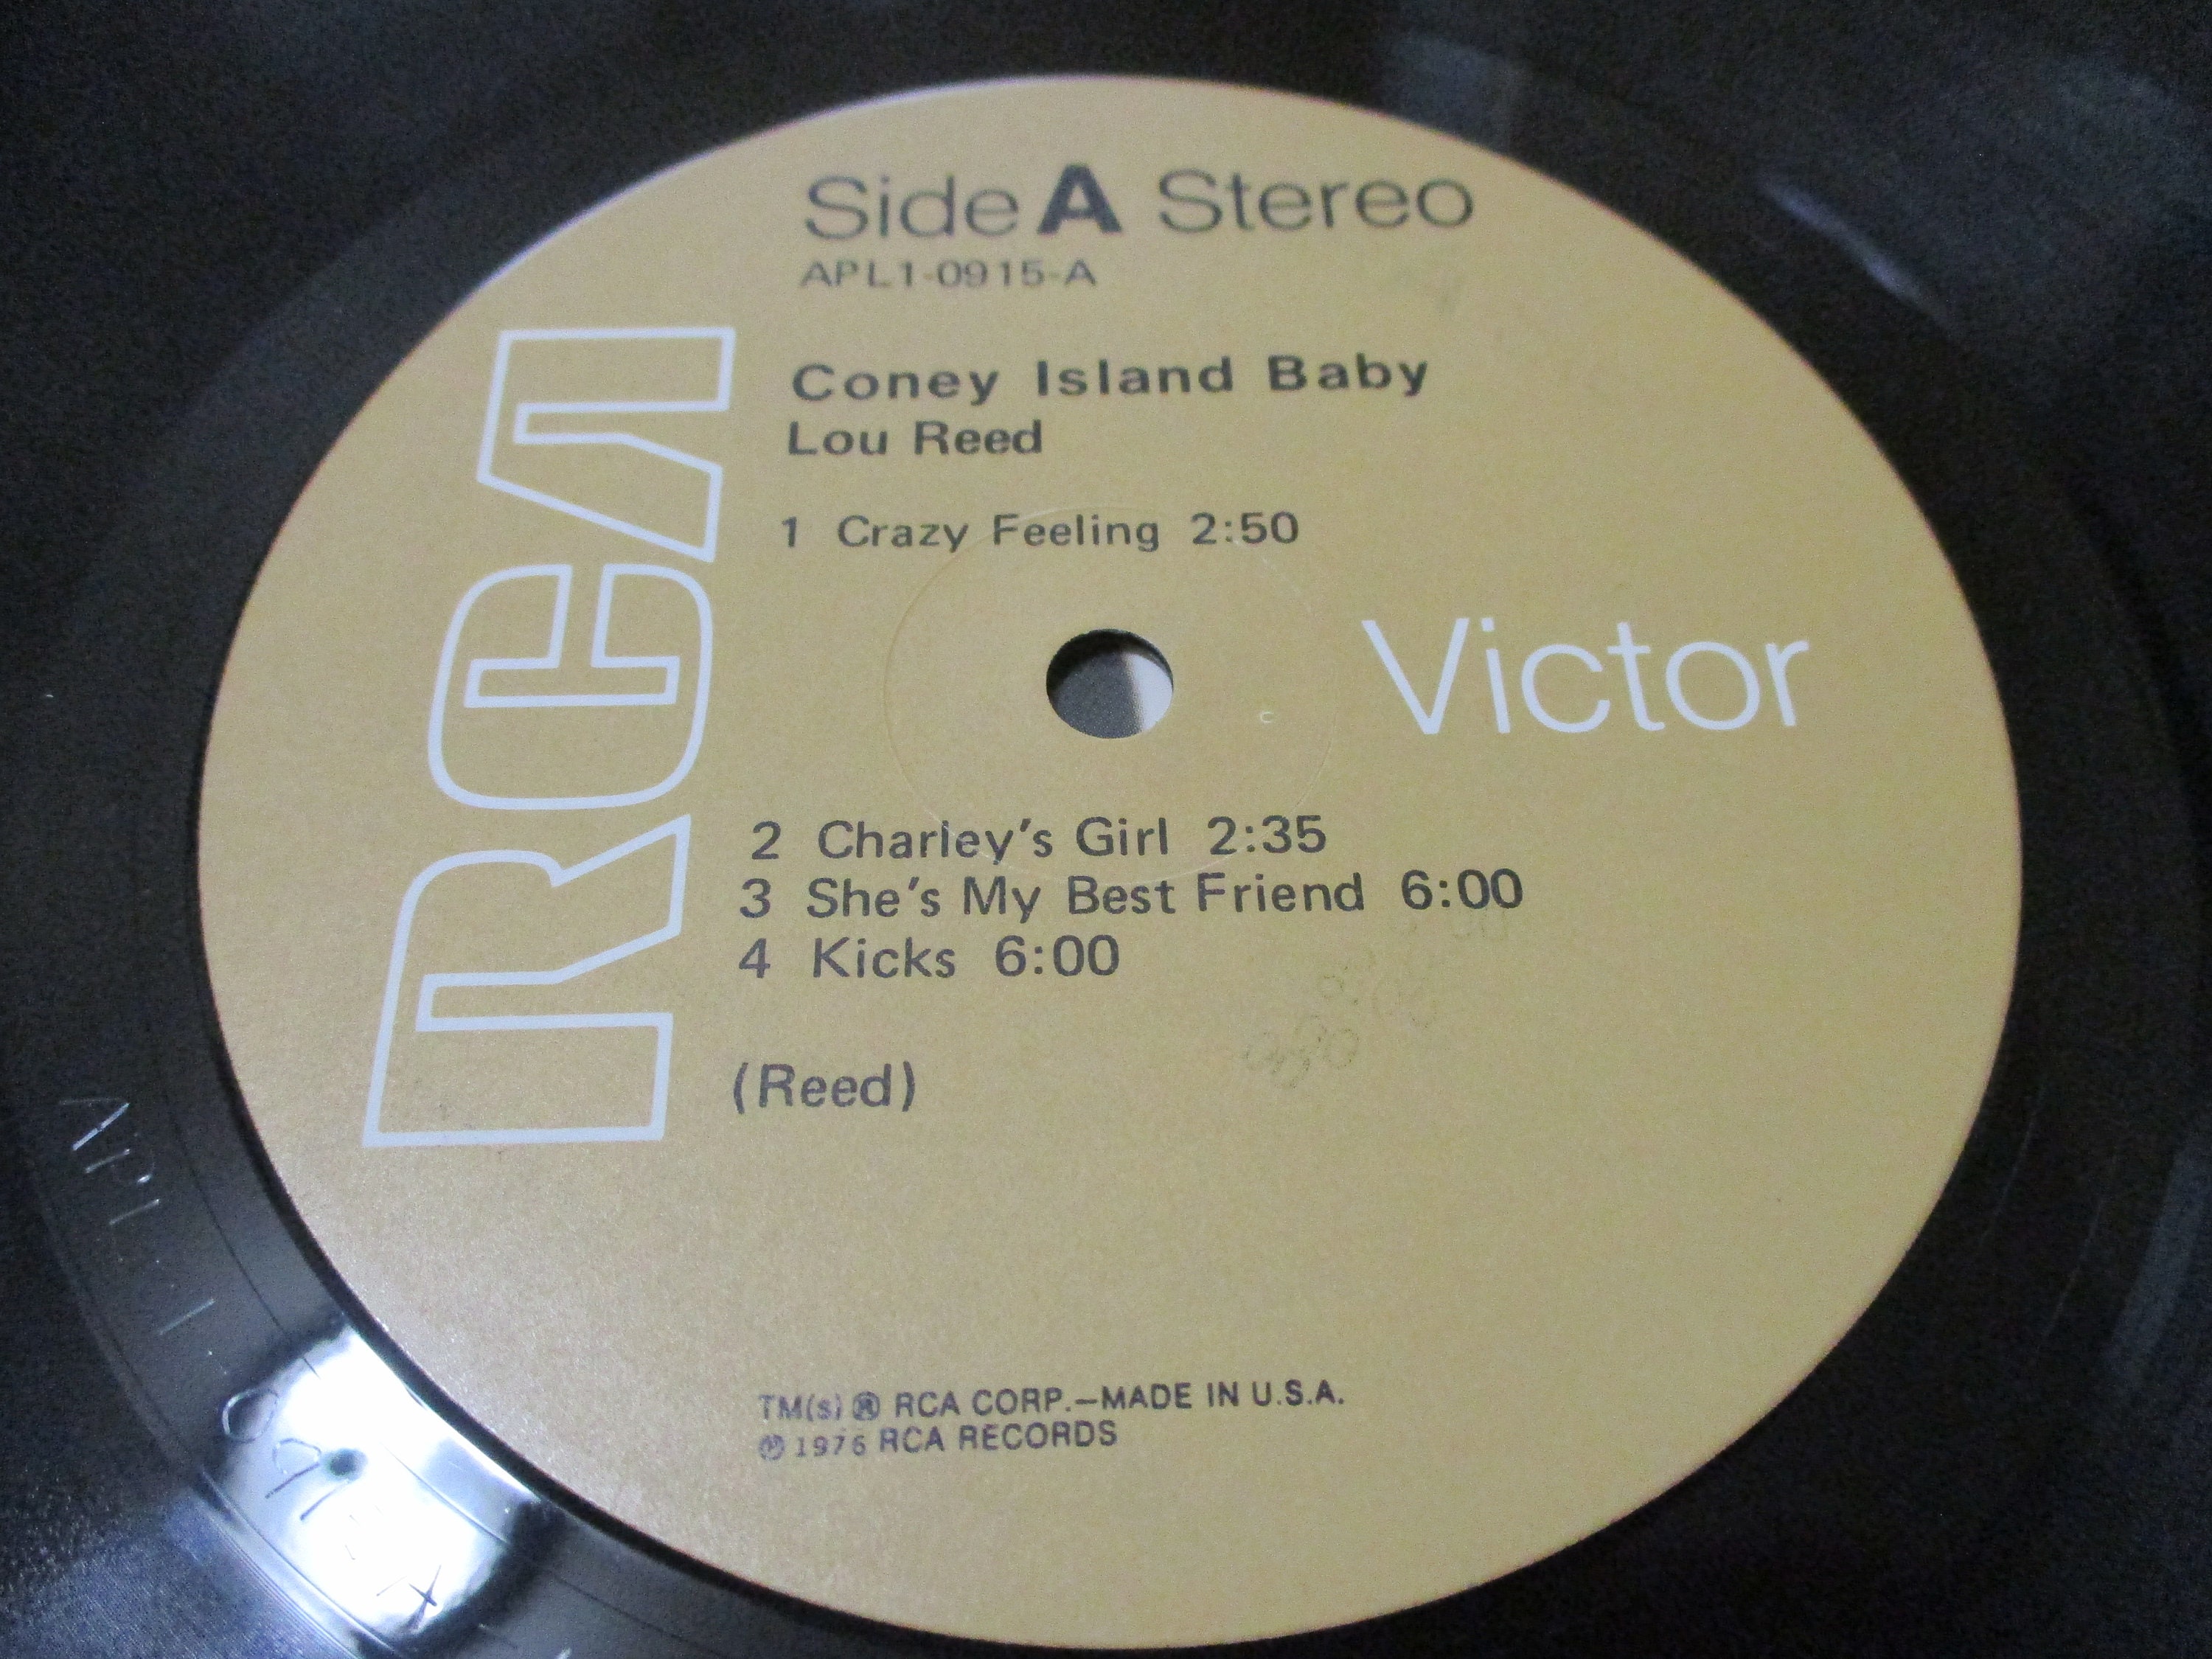 Side A Stereo
APL1-0915-A
Coney Island Baby
Lou Reed
1 Crazy Feeling 2:50
RCA
Victor
2 Charley's Girl 2:35
3 She's My Best Friend 6:00
4 Kicks 6:00
(Reed)
TM(s) ® RCA CORP.—MADE IN U.S.A.
℗ 1976 RCA RECORDS
APL 1